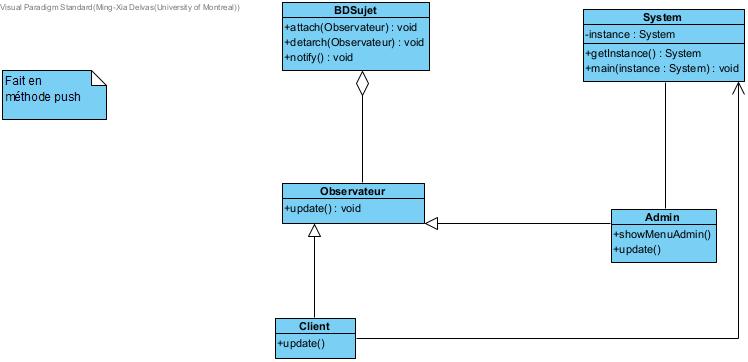 Visual Paradigm Standard(Ming-Xia Delvas(University of Montreal))
BDSujet
+attach(Observateur) : void
+detarch(Observateur) : void
+notify() : void
System
-instance : System
+getInstance() : System
+main(instance : System) : void
Fait en
méthode push
Observateur
+update() : void
Admin
+showMenuAdmin()
+update()
Client
+update()